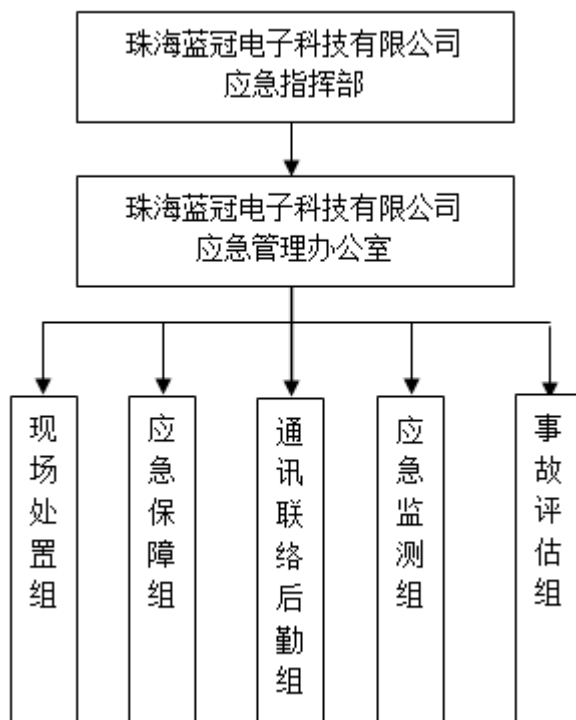 珠海蓝冠电子科技有限公司
应急指挥部
珠海蓝冠电子科技有限公司
应急管理办公室
现场处置组
应急保障组
通讯联络后勤组
应急监测组
事故评估组